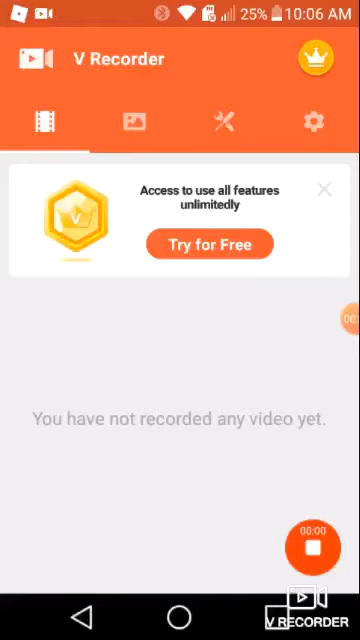 25% 10:06 AM
V Recorder
Access to use all features
unlimitedly
V
Try for Free
00:
You have not recorded any video yet.
00:00
V RECORDER